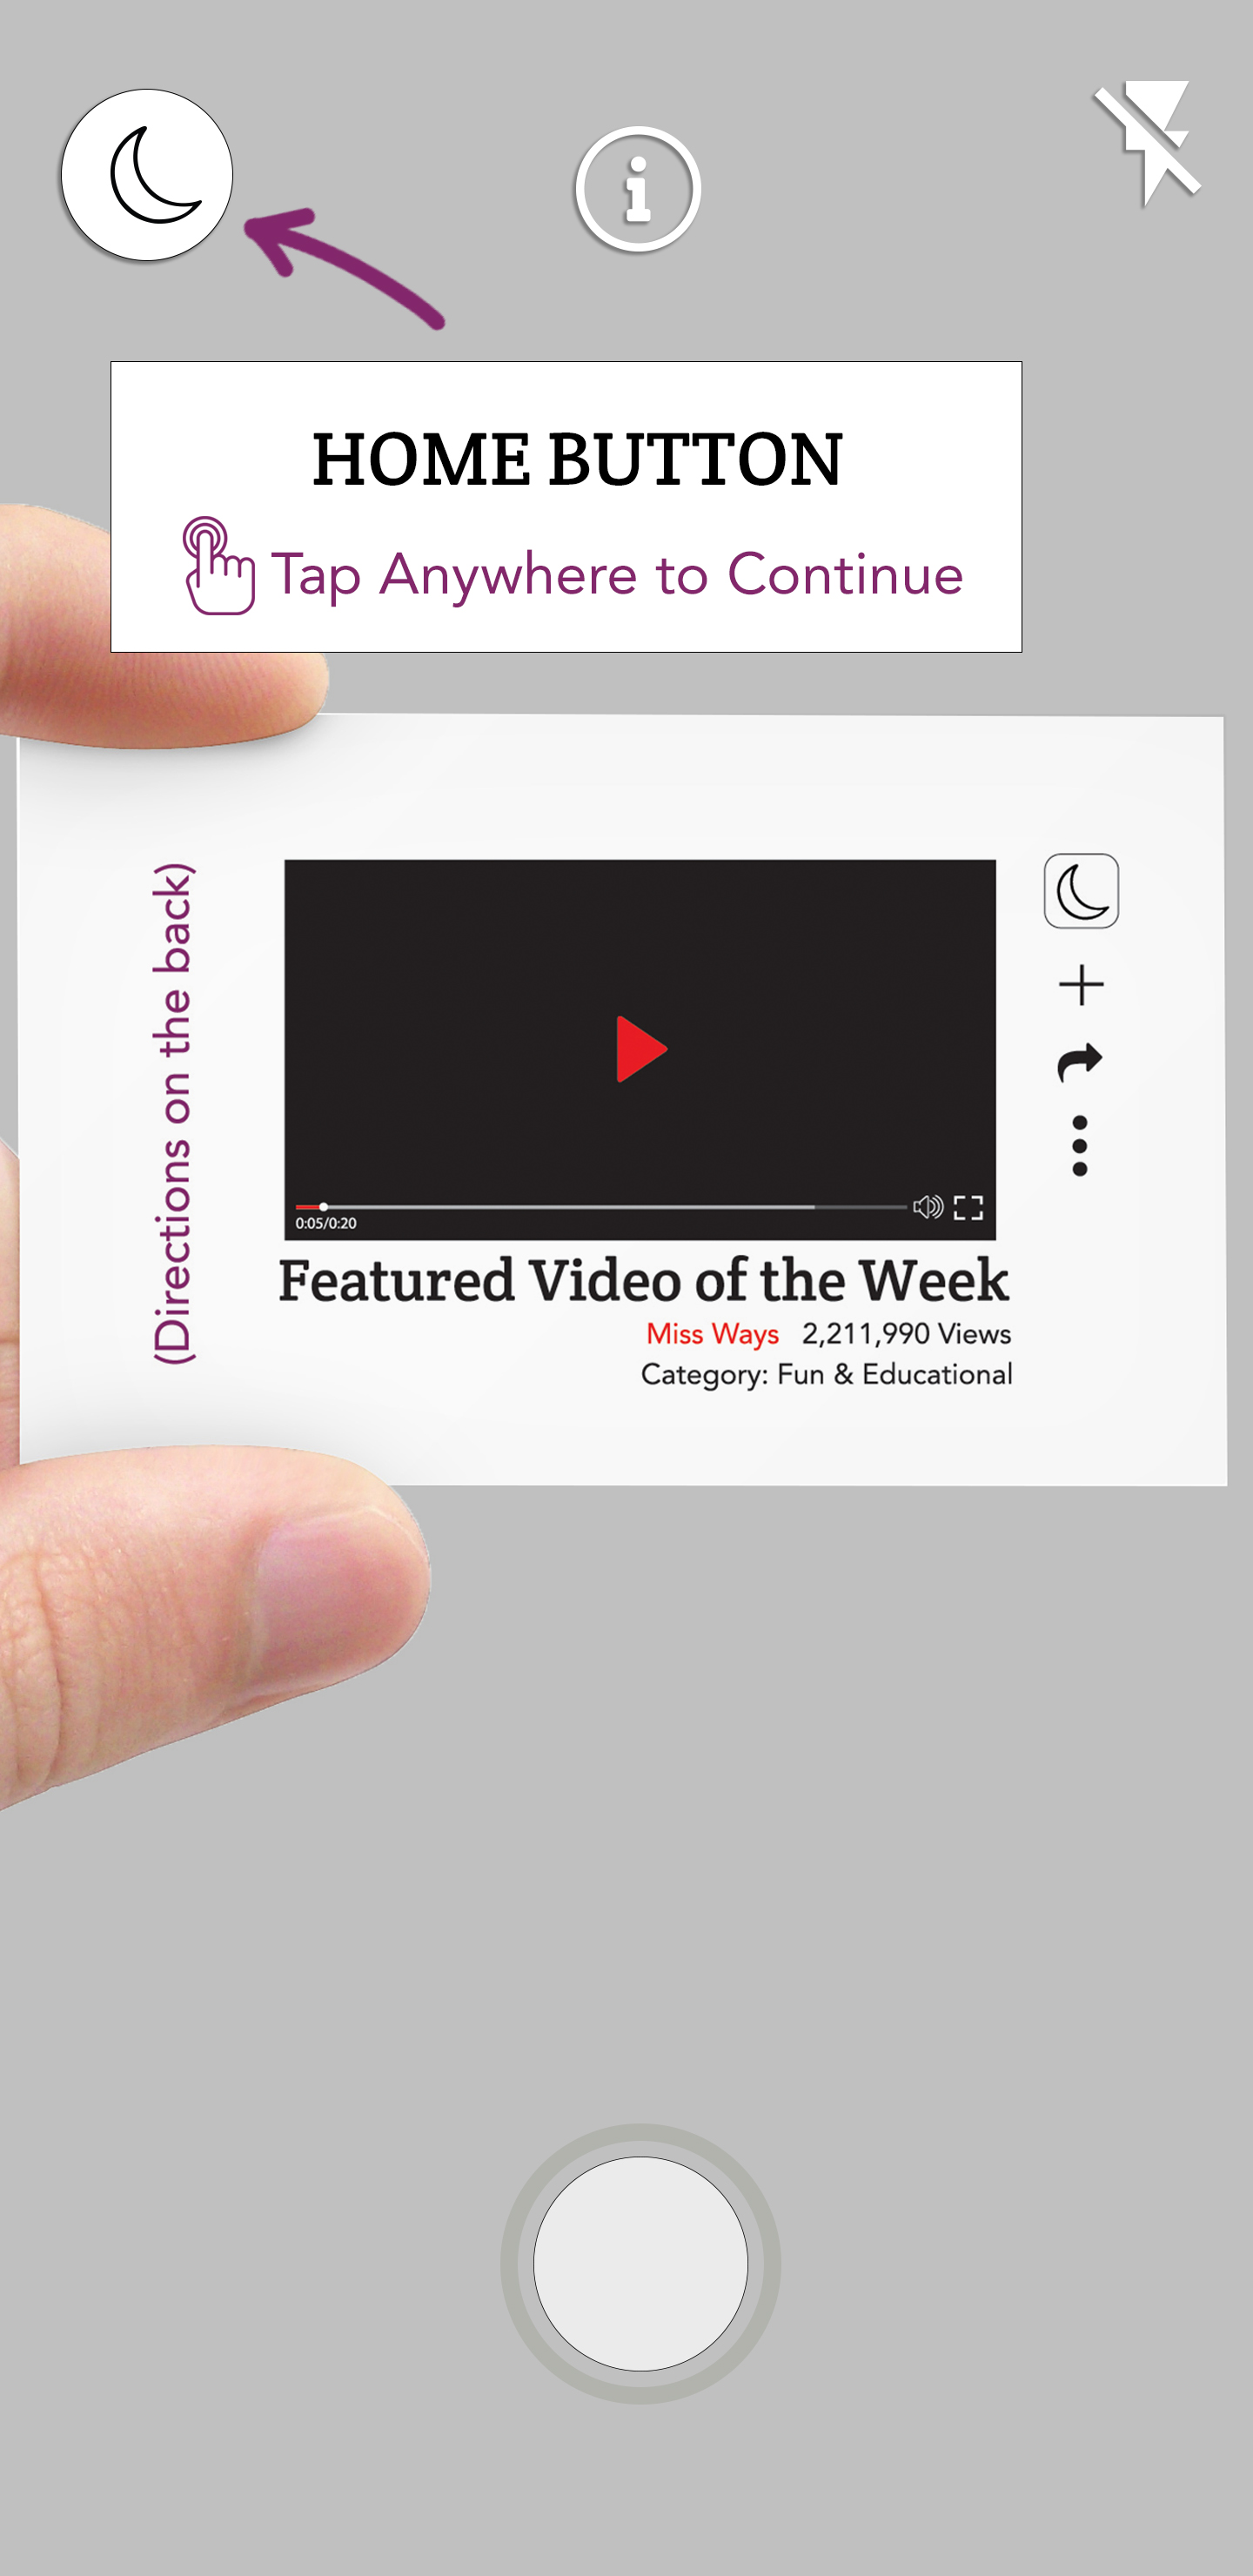 HOME BUTTON
Tap Anywhere to Continue
(Directions on the back)
0:05/0:20
Featured Video of the Week
Miss Ways 2,211,990 Views
Category: Fun & Educational